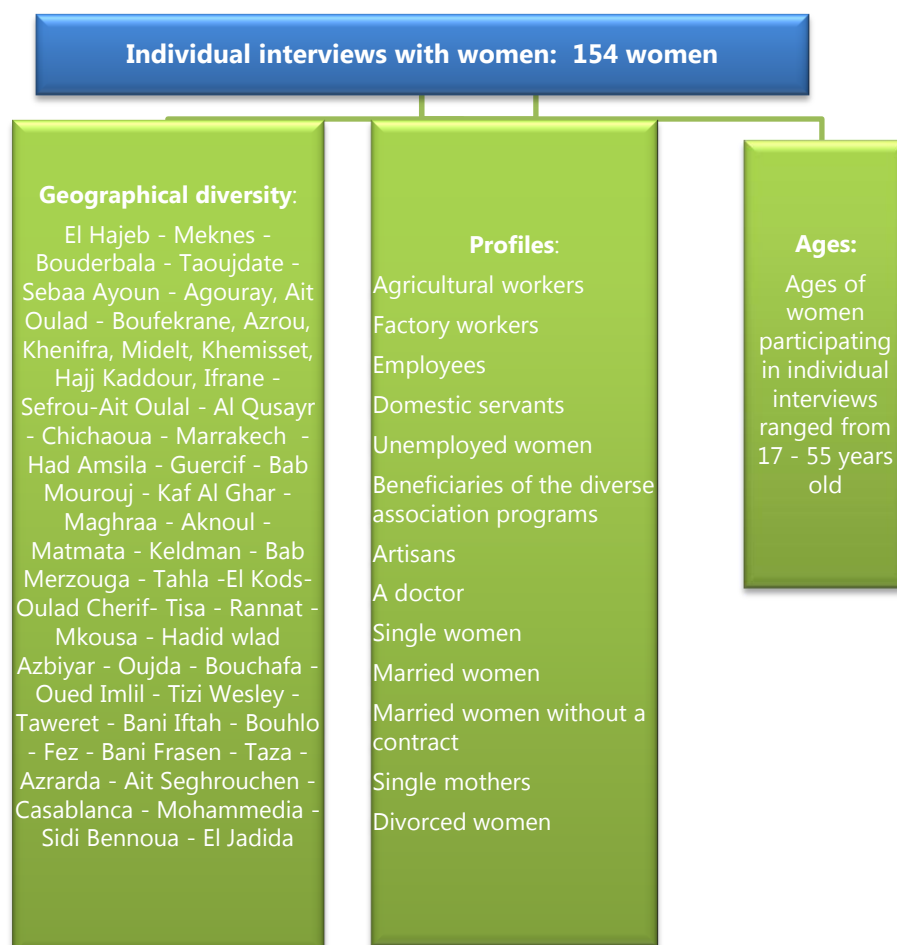 Individual interviews with women: 154 women
Geographical diversity:
El Hajeb - Meknes -
Bouderbala - Taoujdate -
Sebaa Ayoun - Agouray, Ait
Oulad - Boufekrane, Azrou,
Khenifra, Midelt, Khemisset,
Hajj Kaddour, Ifrane -
Sefrou-Ait Oulal - Al Qusayr
- Chichaoua - Marrakech -
Had Amsila - Guercif - Bab
Mourouj - Kaf Al Ghar -
Maghraa - Aknoul -
Matmata - Keldman - Bab
Merzouga - Tahla -El Kods-
Oulad Cherif- Tisa - Rannat -
Mkousa - Hadid wlad
Azbiyar - Oujda - Bouchafa -
Oued Imlil - Tizi Wesley -
Taweret - Bani Iftah - Bouhlo
- Fez - Bani Frasen - Taza -
Azrarda - Ait Seghrouchen -
Casablanca - Mohammedia -
Sidi Bennoua - El Jadida
Profiles:
Agricultural workers
Factory workers
Employees
Domestic servants
Unemployed women
Beneficiaries of the diverse
association programs
Artisans
A doctor
Single women
Married women
Married women without a
contract
Single mothers
Divorced women
Ages:
Ages of
women
participating
in individual
interviews
ranged from
17 - 55 years
old